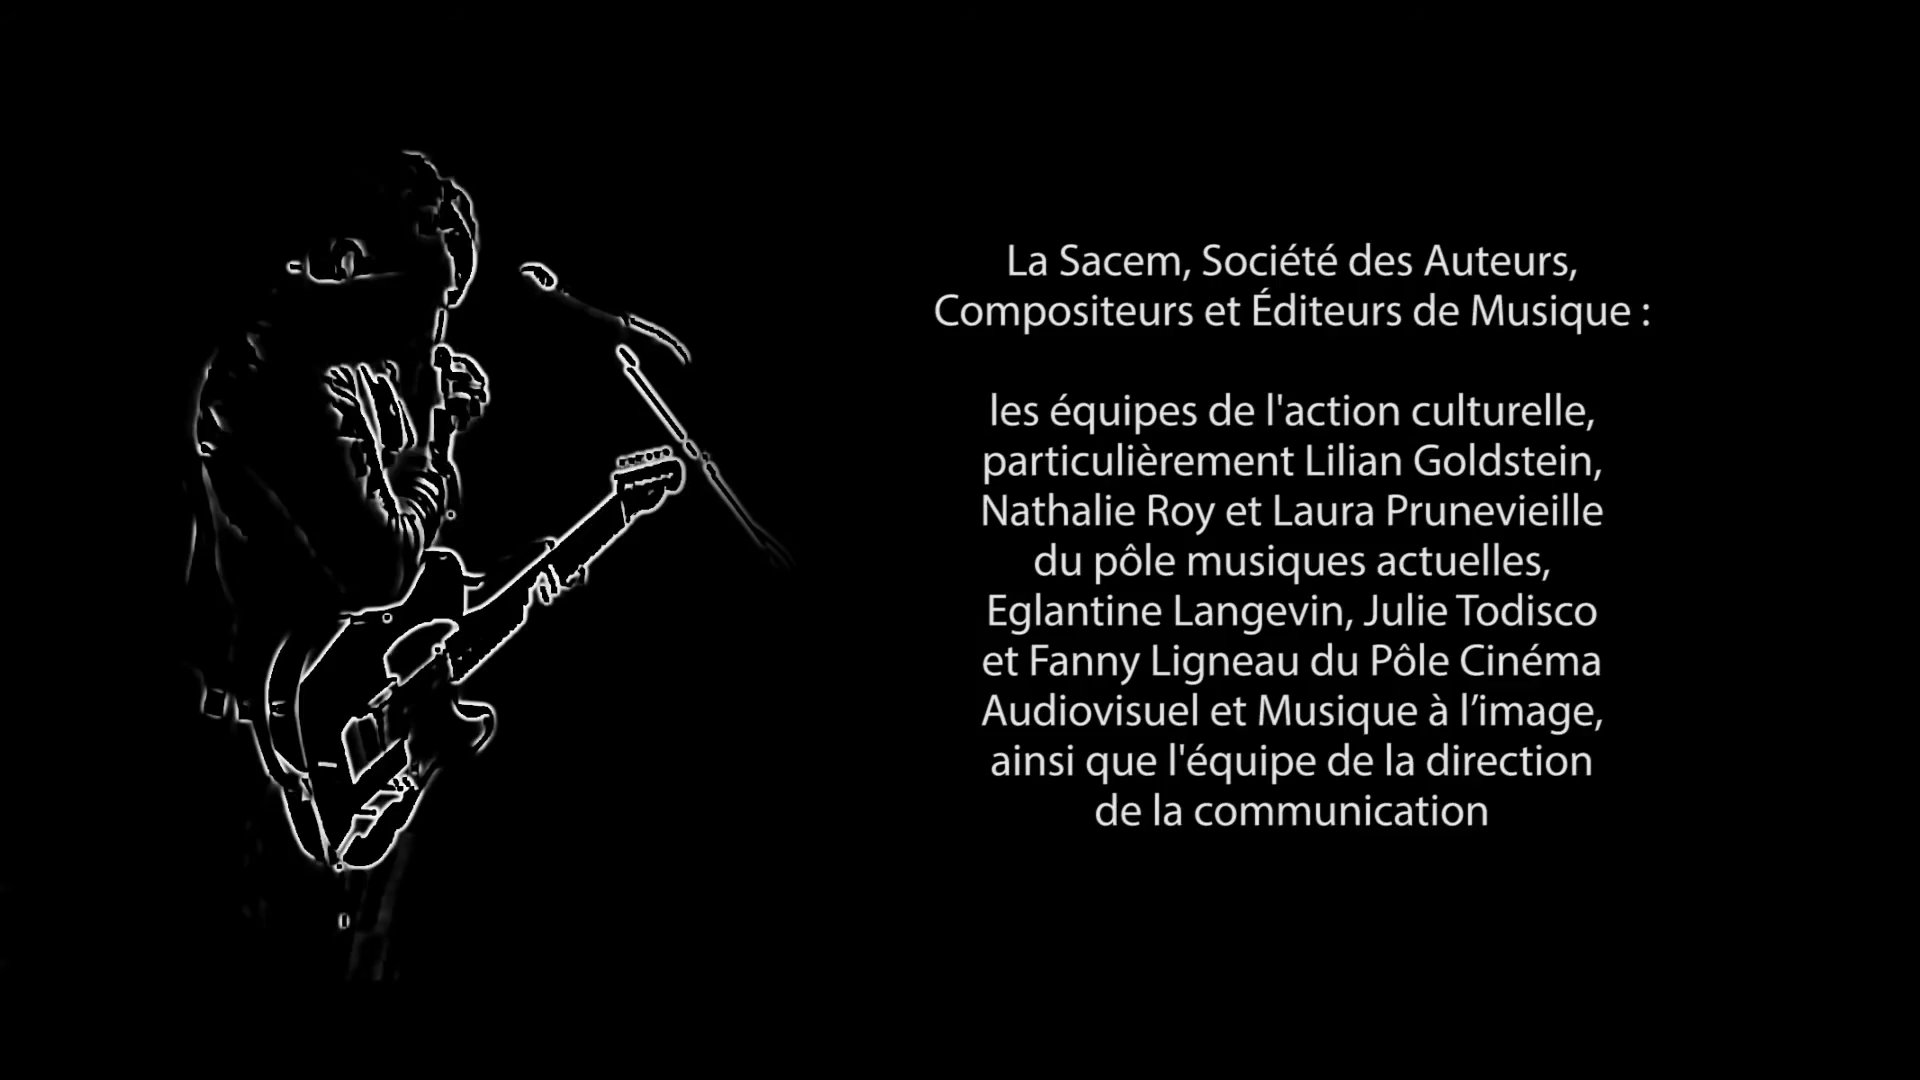 La Sacem, Société des Auteurs,
Compositeurs et Éditeurs de Musique :
les équipes de l'action culturelle,
particulièrement Lilian Goldstein,
Nathalie Roy et Laura Prunevieille
du pôle musiques actuelles,
Eglantine Langevin, Julie Todisco
et Fanny Ligneau du Pôle Cinéma
Audiovisuel et Musique à l’image,
ainsi que l'équipe de la direction
de la communication